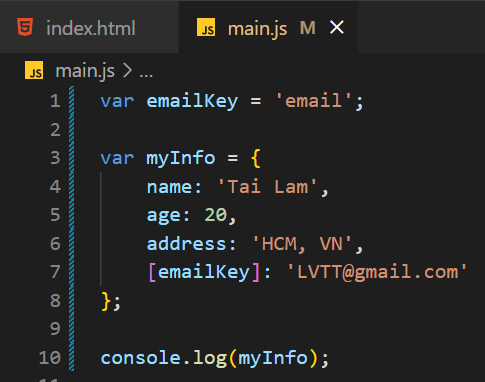 index.html JS main.js M ×
JS main.js > ...
1 var emailKey = 'email';
2
3 var myInfo = {
4     name: 'Tai Lam',
5     age: 20,
6     address: 'HCM, VN',
7     [emailKey]: 'LVTT@gmail.com'
8 };
9
10 console.log(myInfo);